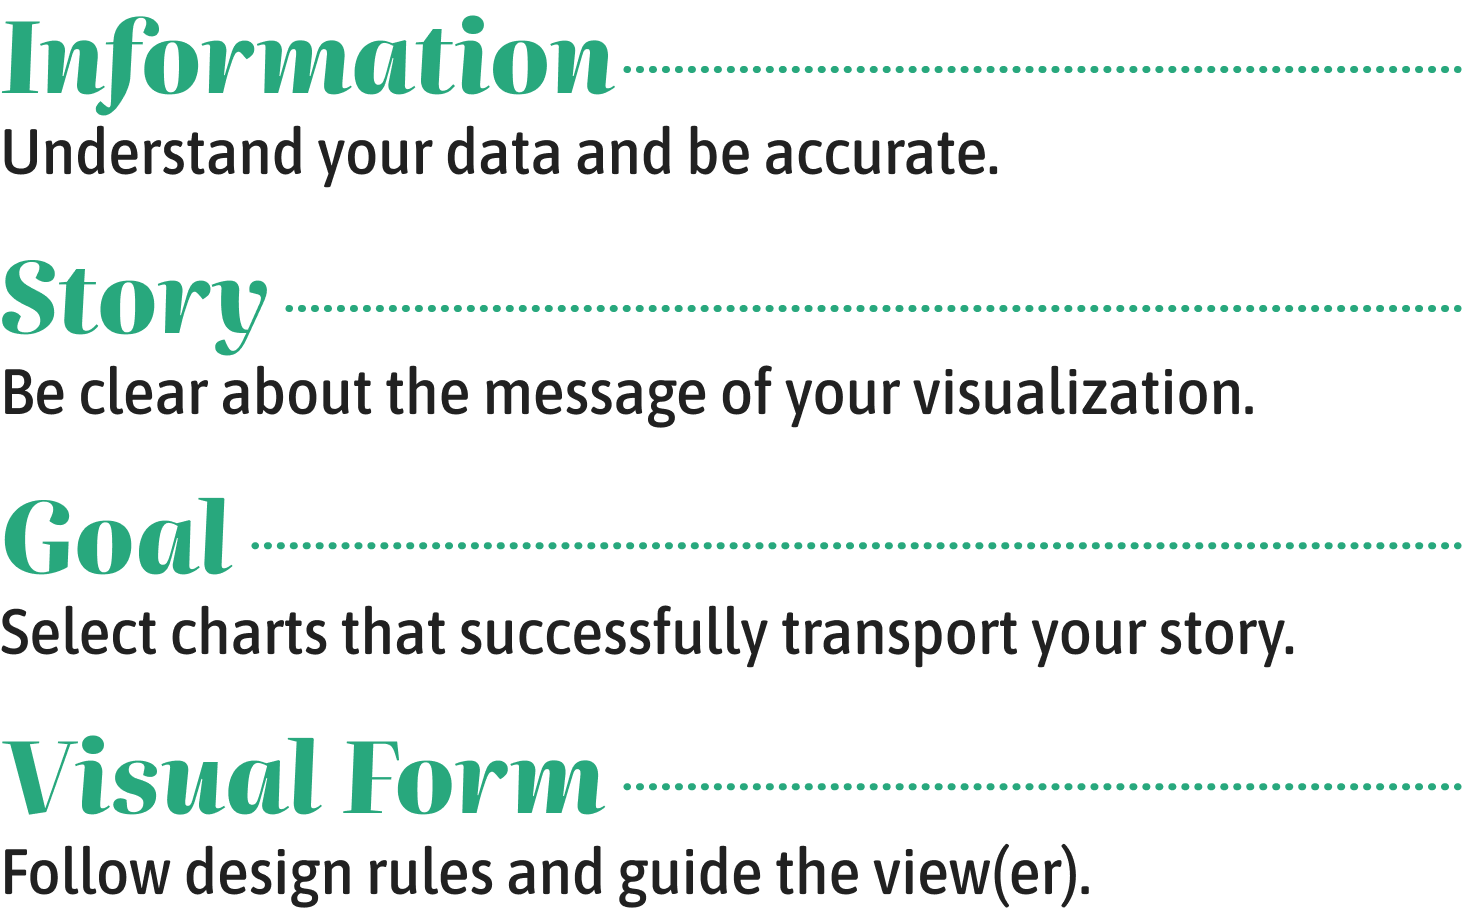 Information
Understand your data and be accurate.
Story
Be clear about the message of your visualization.
Goal
Select charts that successfully transport your story.
Visual Form
Follow design rules and guide the view(er).